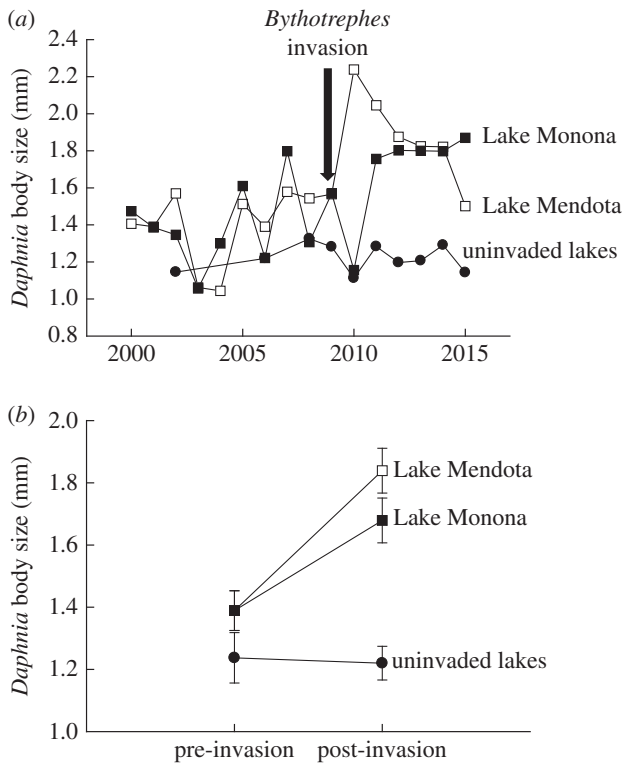 (a)
Bythotrephes
invasion
Daphnia body size (mm)
2.4
2.2
2.0
1.8
1.6
1.4
1.2
1.0
0.8
Lake Monona
Lake Mendota
uninvaded lakes
2000 2005 2010 2015
(b)
Daphnia body size (mm)
2.0
1.8
1.6
1.4
1.2
1.0
Lake Mendota
Lake Monona
uninvaded lakes
pre-invasion post-invasion